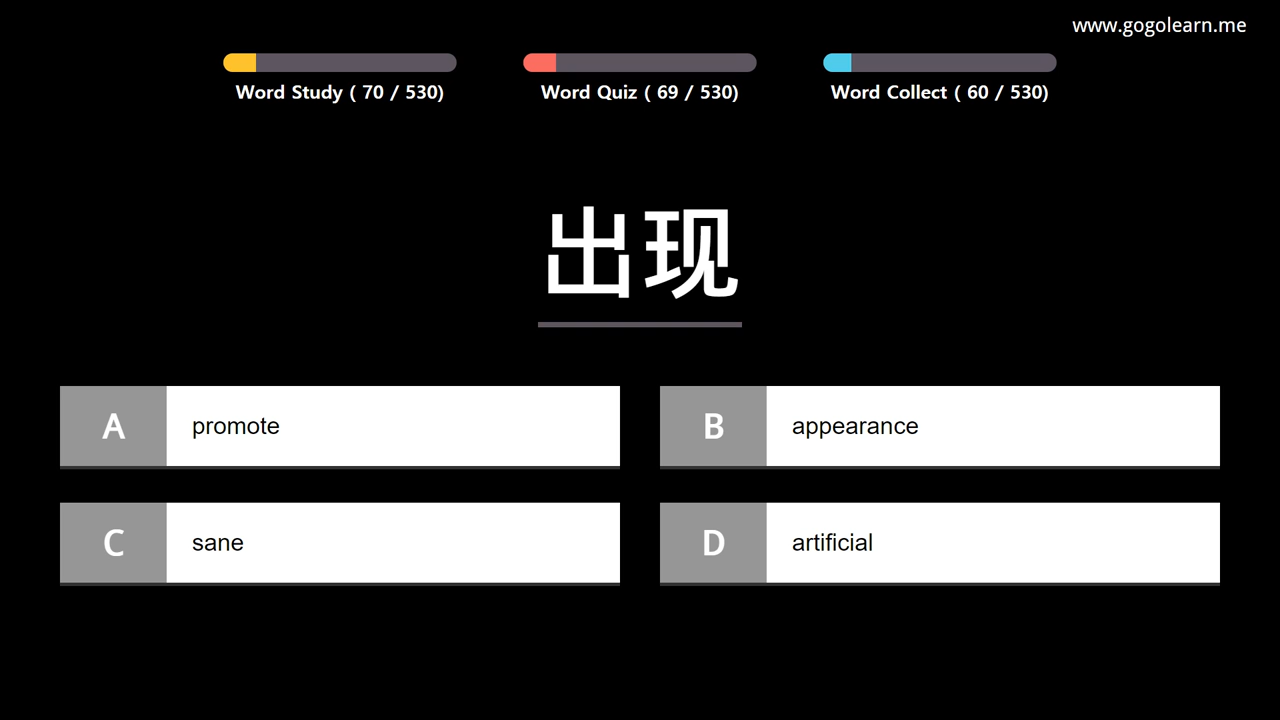 www.gogolearn.me
Word Study ( 70 / 530)
Word Quiz ( 69 / 530)
Word Collect ( 60 / 530)
出现
A promote
B appearance
C sane
D artificial